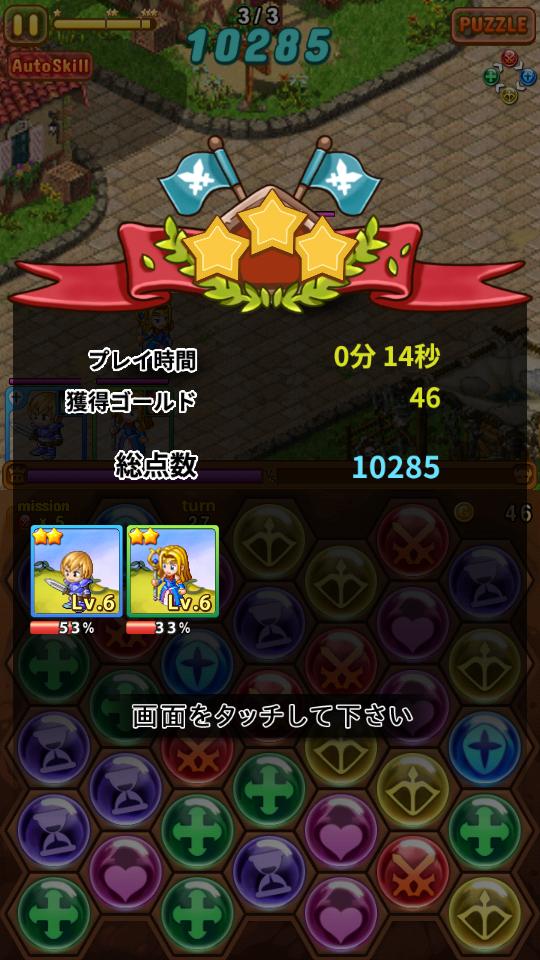 3/3
10285
PUZZLE
AutoSkill
プレイ時間 0分 14秒
獲得ゴールド 46
総点数 10285
mission turn
x 5 27 46
Lv.6 Lv.6
53% 33%
画面をタッチして下さい